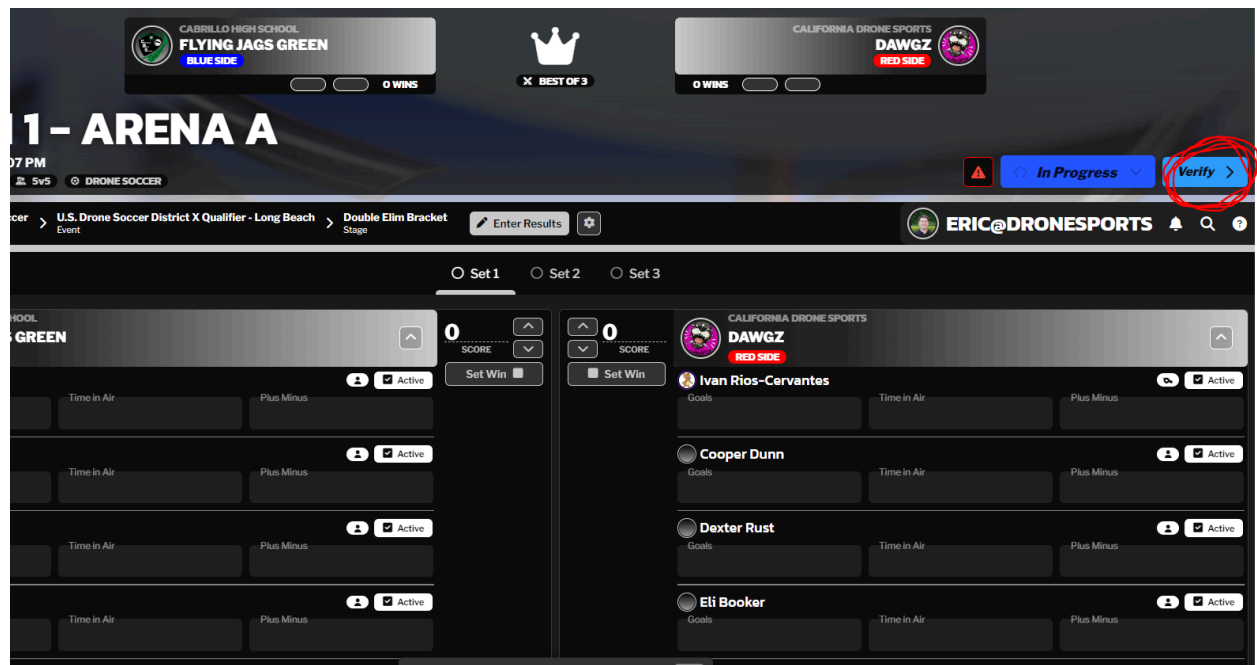 CABRILLO HIGH SCHOOL
FLYING JAGS GREEN
BLUE SIDE
0 WINS
BEST OF 3
CALIFORNIA DRONE SPORTS
DAWGZ
RED SIDE
0 WINS
1 - ARENA A
07 PM
5v5 DRONE SOCCER
In Progress
Verify
ccer > U.S. Drone Soccer District X Qualifier - Long Beach > Double Elim Bracket
Event Stage
Enter Results
ERIC@DRONESPORTS
Set 1 Set 2 Set 3
HOOL
GREEN
0
SCORE
Set Win
0
SCORE
Set Win
CALIFORNIA DRONE SPORTS
DAWGZ
RED SIDE
Active
Time in Air Plus Minus
Active
Time in Air Plus Minus
Active
Time in Air Plus Minus
Active
Time in Air Plus Minus
Ivan Rios-Cervantes Active
Goals Time in Air Plus Minus
Cooper Dunn Active
Goals Time in Air Plus Minus
Dexter Rust Active
Goals Time in Air Plus Minus
Eli Booker Active
Goals Time in Air Plus Minus